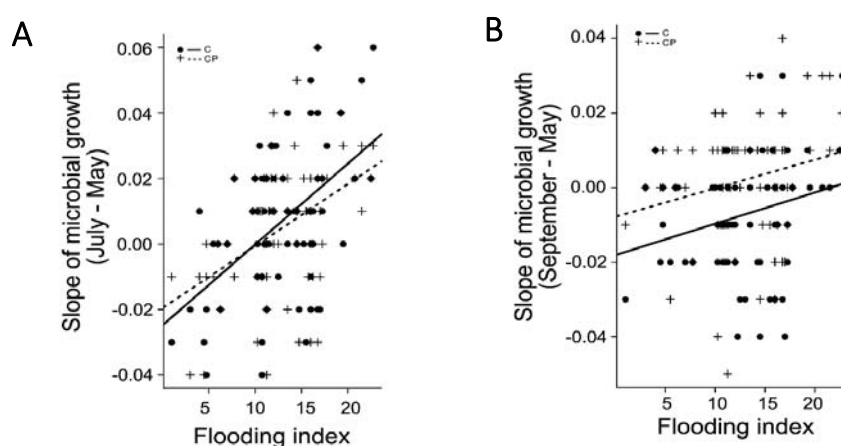 A
Slope of microbial growth
(July - May)
0.06
0.04
0.02
0.00
-0.02
-0.04
C
CP
5
10
15
20
Flooding index
B
Slope of microbial growth
(September - May)
0.04
0.02
0.00
-0.02
-0.04
C
CP
5
10
15
20
Flooding index